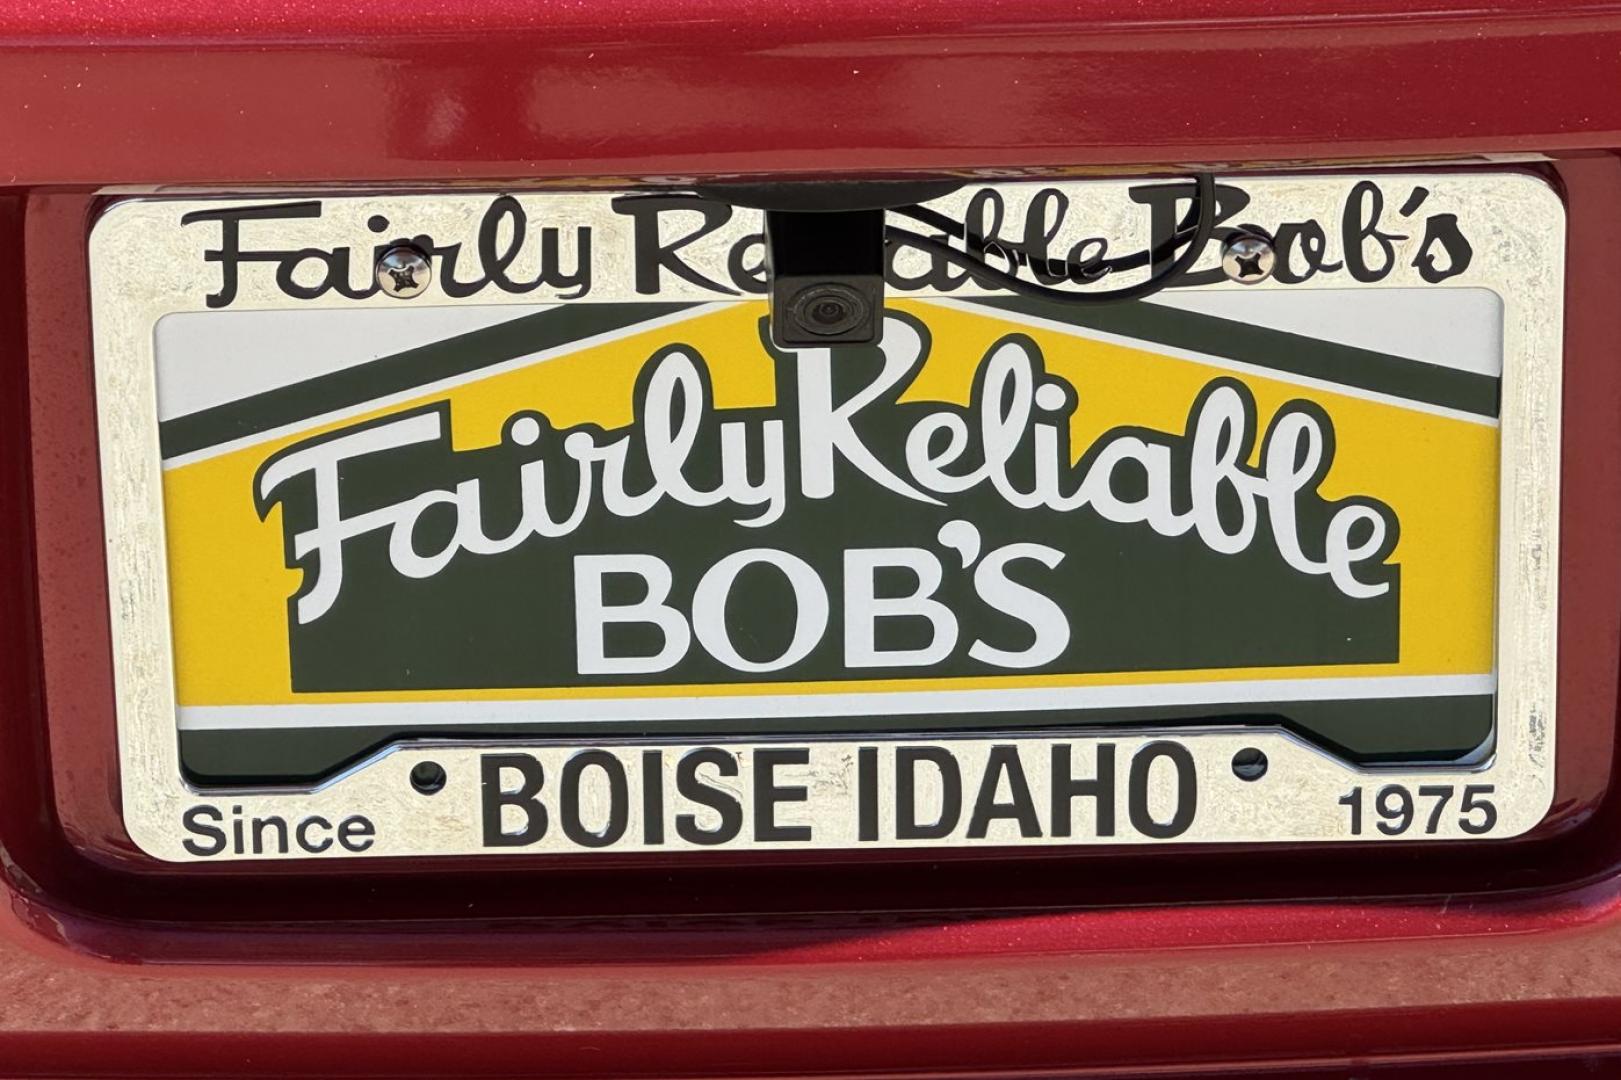 Fairly Reliable Bob's
Fairly Reliable
BOB'S
BOISE IDAHO
Since 1975